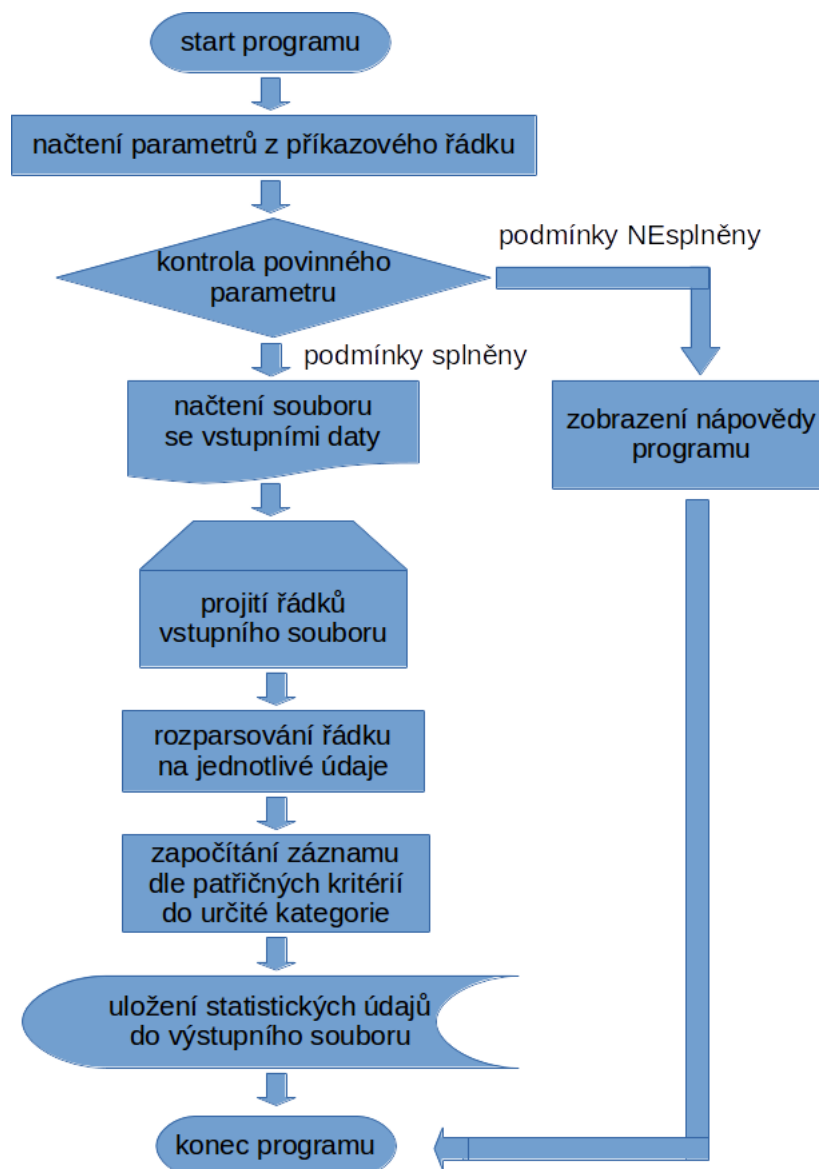 start programu
načtení parametrů z příkazového řádku
kontrola povinného
parametru
podmínky NEsplněny
podmínky splněny
načtení souboru
se vstupními daty
zobrazení nápovědy
programu
projití řádků
vstupního souboru
rozparsování řádku
na jednotlivé údaje
započítání záznamu
dle patřičných kritérií
do určité kategorie
uložení statistických údajů
do výstupního souboru
konec programu